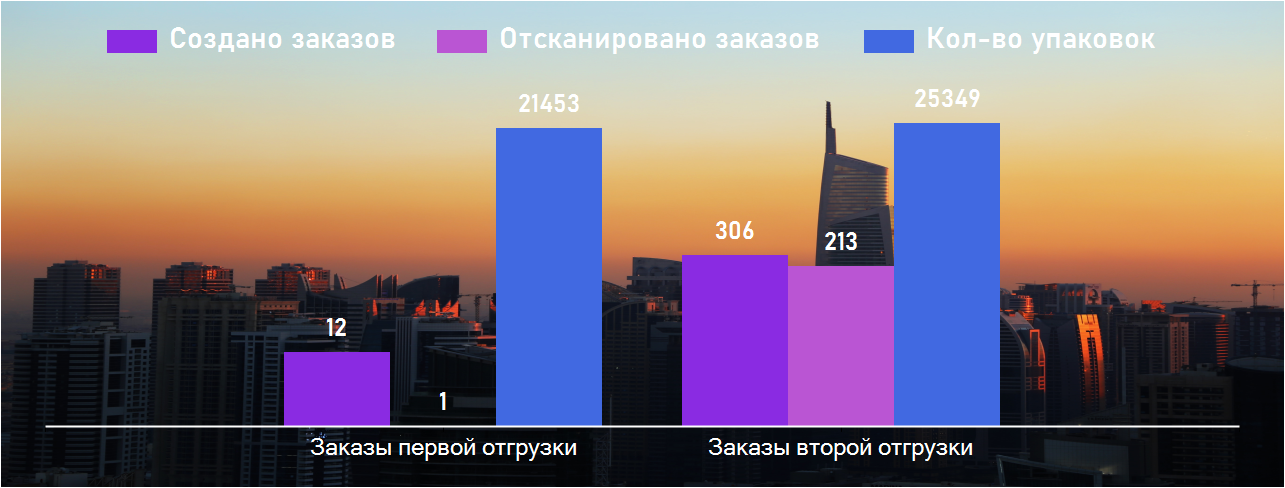 Создано заказов Отсканировано заказов Кол-во упаковок
21453 25349
306 213
12
1
Заказы первой отгрузки Заказы второй отгрузки